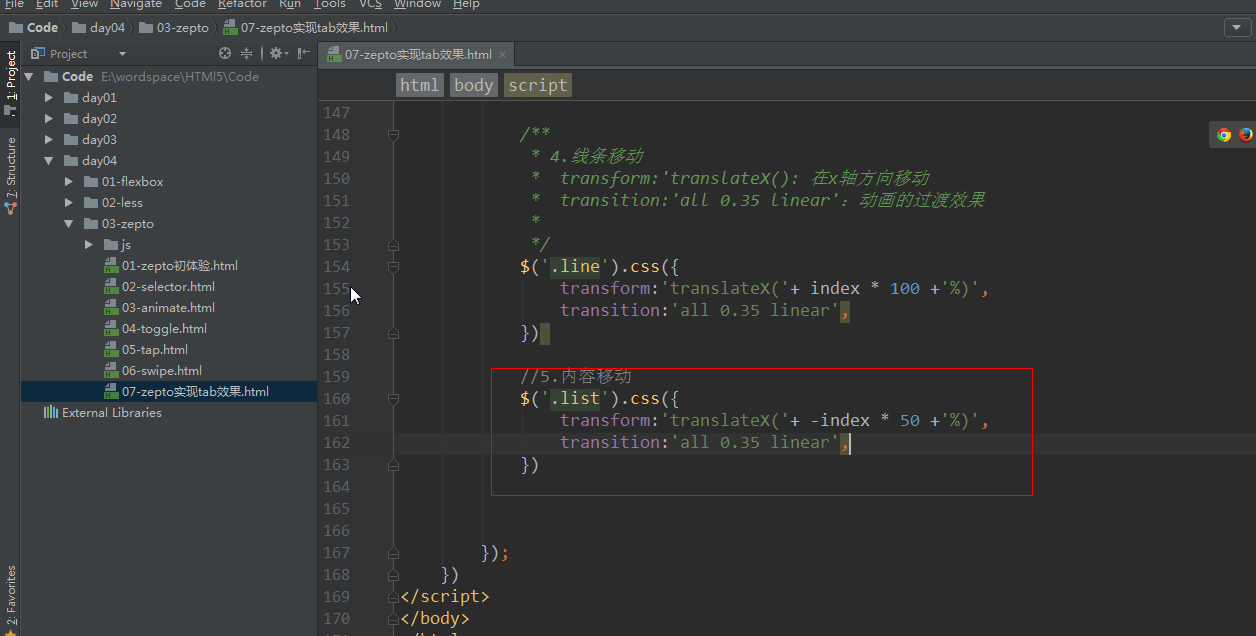 File Edit View Navigate Code Refactor Run Tools VCS Window Help
Code day04 03-zepto 07-zepto实现tab效果.html
Project 07-zepto实现tab效果.html
1: Project
7: Structure
2: Favorites
Code E:\wordspace\HTMl5\Code
day01
day02
day03
day04
01-flexbox
02-less
03-zepto
js
01-zepto初体验.html
02-selector.html
03-animate.html
04-toggle.html
05-tap.html
06-swipe.html
07-zepto实现tab效果.html
External Libraries
html body script
147
148 /**
149 * 4.线条移动
150 * transform:'translateX(): 在x轴方向移动
151 * transition:'all 0.35 linear'：动画的过渡效果
152 *
153 */
154 $('.line').css({
155 transform:'translateX('+ index * 100 +'%)',
156 transition:'all 0.35 linear',
157 })
158
159 //5.内容移动
160 $('.list').css({
161 transform:'translateX('+ -index * 50 +'%)',
162 transition:'all 0.35 linear',
163 })
164
165
166
167 });
168 })
169 </script>
170 </body>